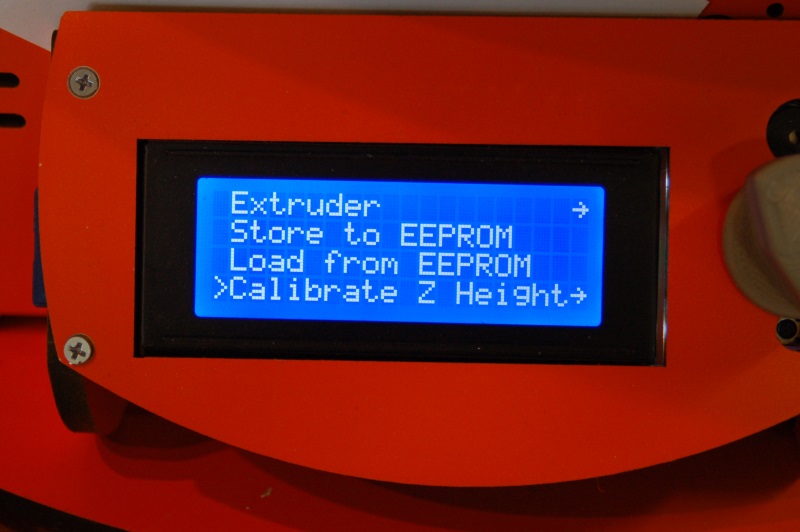 Extruder →
Store to EEPROM
Load from EEPROM
>Calibrate Z Height→